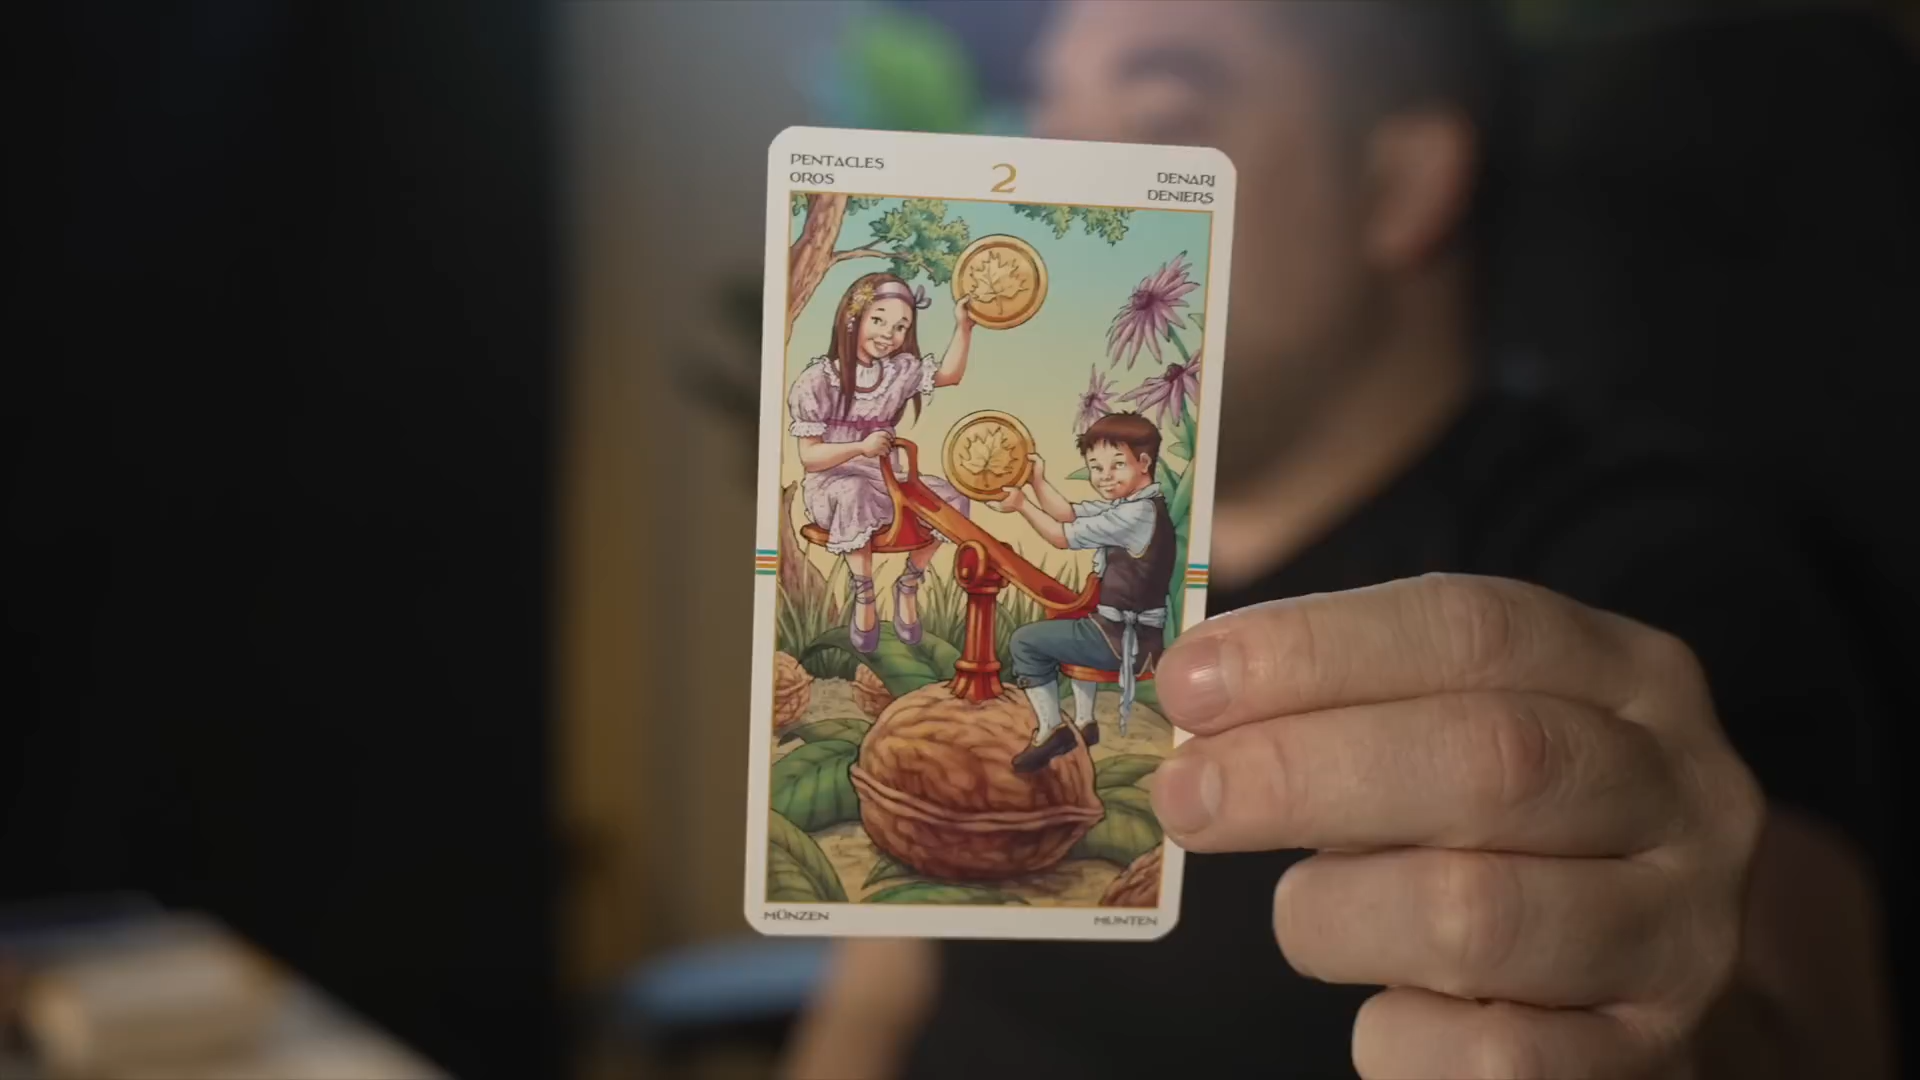 PENTACLES
OROS
2
DENARI
DENIERS
MÜNZEN
MUNTEN